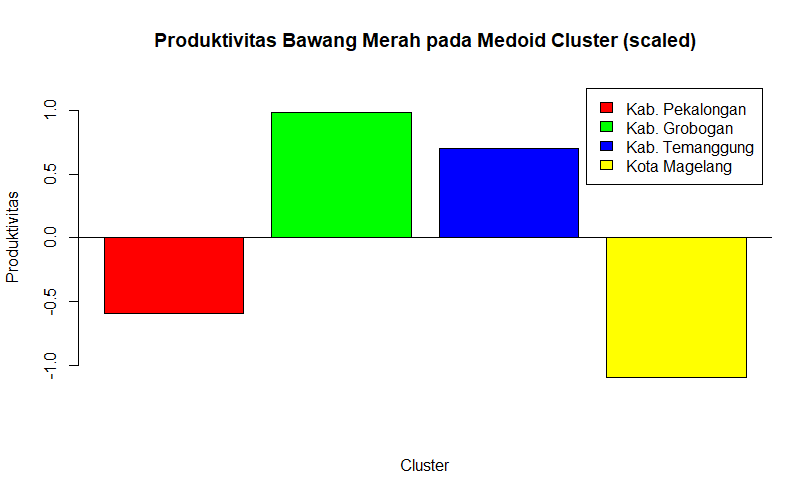 Produktivitas Bawang Merah pada Medoid Cluster (scaled)
Kab. Pekalongan
Kab. Grobogan
Kab. Temanggung
Kota Magelang
Produktivitas
1.0
0.5
0.0
-0.5
-1.0
Cluster